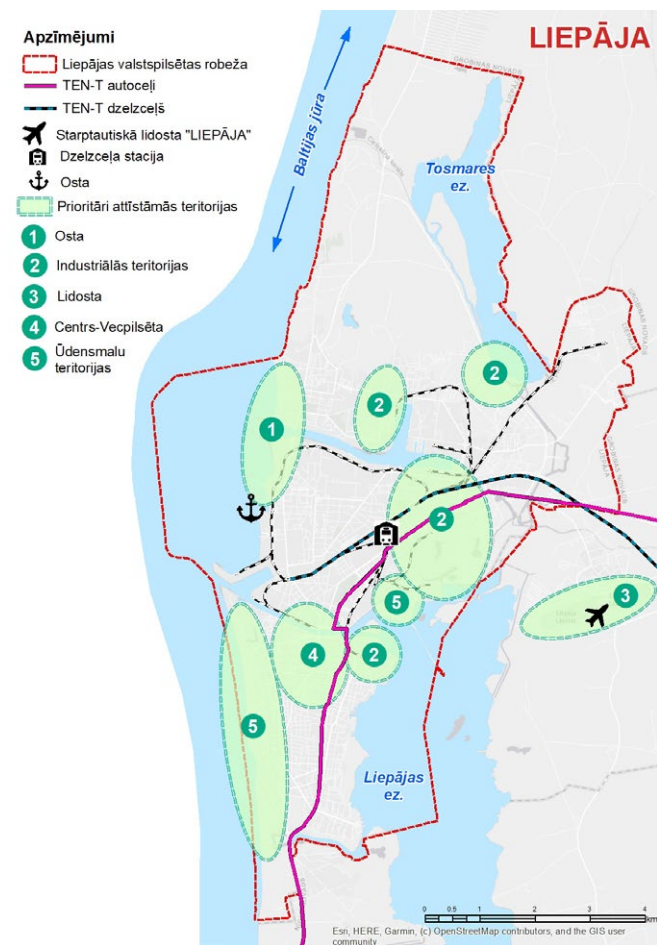 LIEPĀJA
Apzīmējumi
Liepājas valstspilsētas robeža
TEN-T autoceļi
TEN-T dzelzceļš
Starptautiskā lidosta "LIEPĀJA"
Dzelzceļa stacija
Osta
Prioritāri attīstāmās teritorijas
1 Osta
2 Industriālās teritorijas
3 Lidosta
4 Centrs-Vecpilsēta
5 Ūdensmalu
teritorijas
Baltijas jūra
Tosmares
ez.
2
2
1
2
3
5
4
2
5
Liepājas
ez.
0 0.5 1 2 3 4
km
Esri, HERE, Garmin, (c) OpenStreetMap contributors, and the GIS user
community